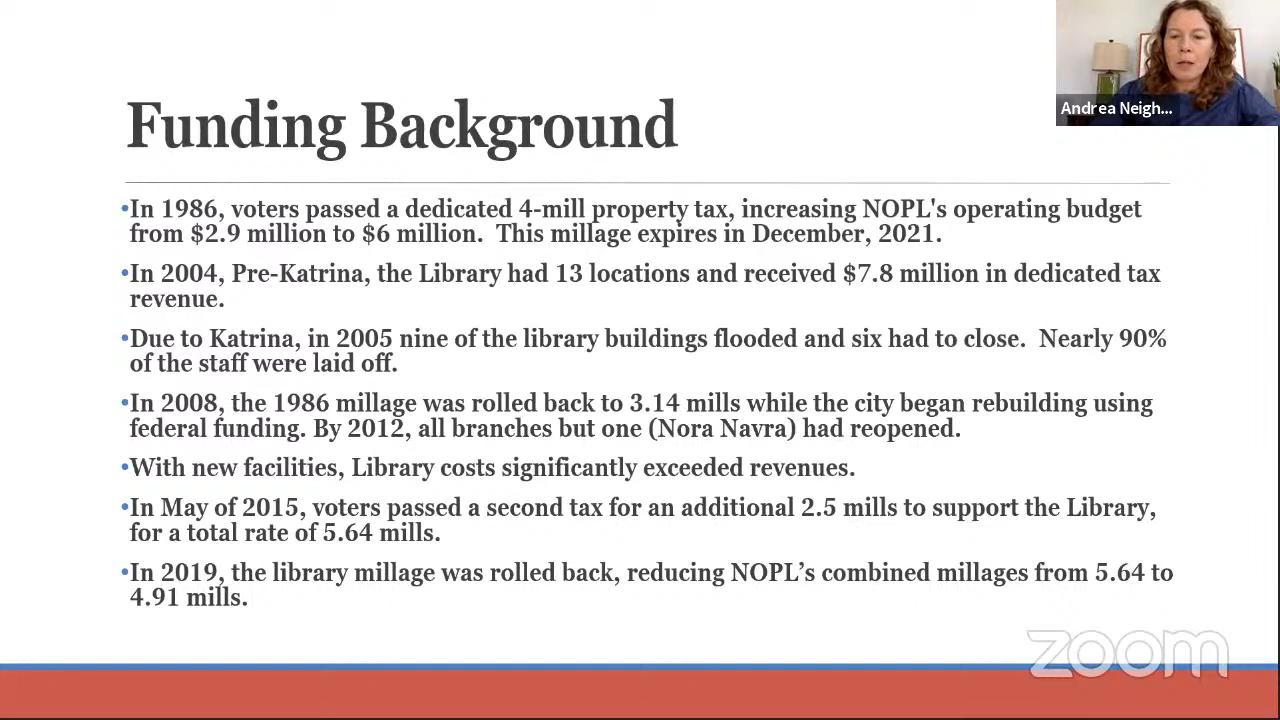 Andrea Neigh...
Funding Background
•In 1986, voters passed a dedicated 4-mill property tax, increasing NOPL's operating budget
from $2.9 million to $6 million.  This millage expires in December, 2021.
•In 2004, Pre-Katrina, the Library had 13 locations and received $7.8 million in dedicated tax
revenue.
•Due to Katrina, in 2005 nine of the library buildings flooded and six had to close.  Nearly 90%
of the staff were laid off.
•In 2008, the 1986 millage was rolled back to 3.14 mills while the city began rebuilding using
federal funding. By 2012, all branches but one (Nora Navra) had reopened.
•With new facilities, Library costs significantly exceeded revenues.
•In May of 2015, voters passed a second tax for an additional 2.5 mills to support the Library,
for a total rate of 5.64 mills.
•In 2019, the library millage was rolled back, reducing NOPL’s combined millages from 5.64 to
4.91 mills.
zoom